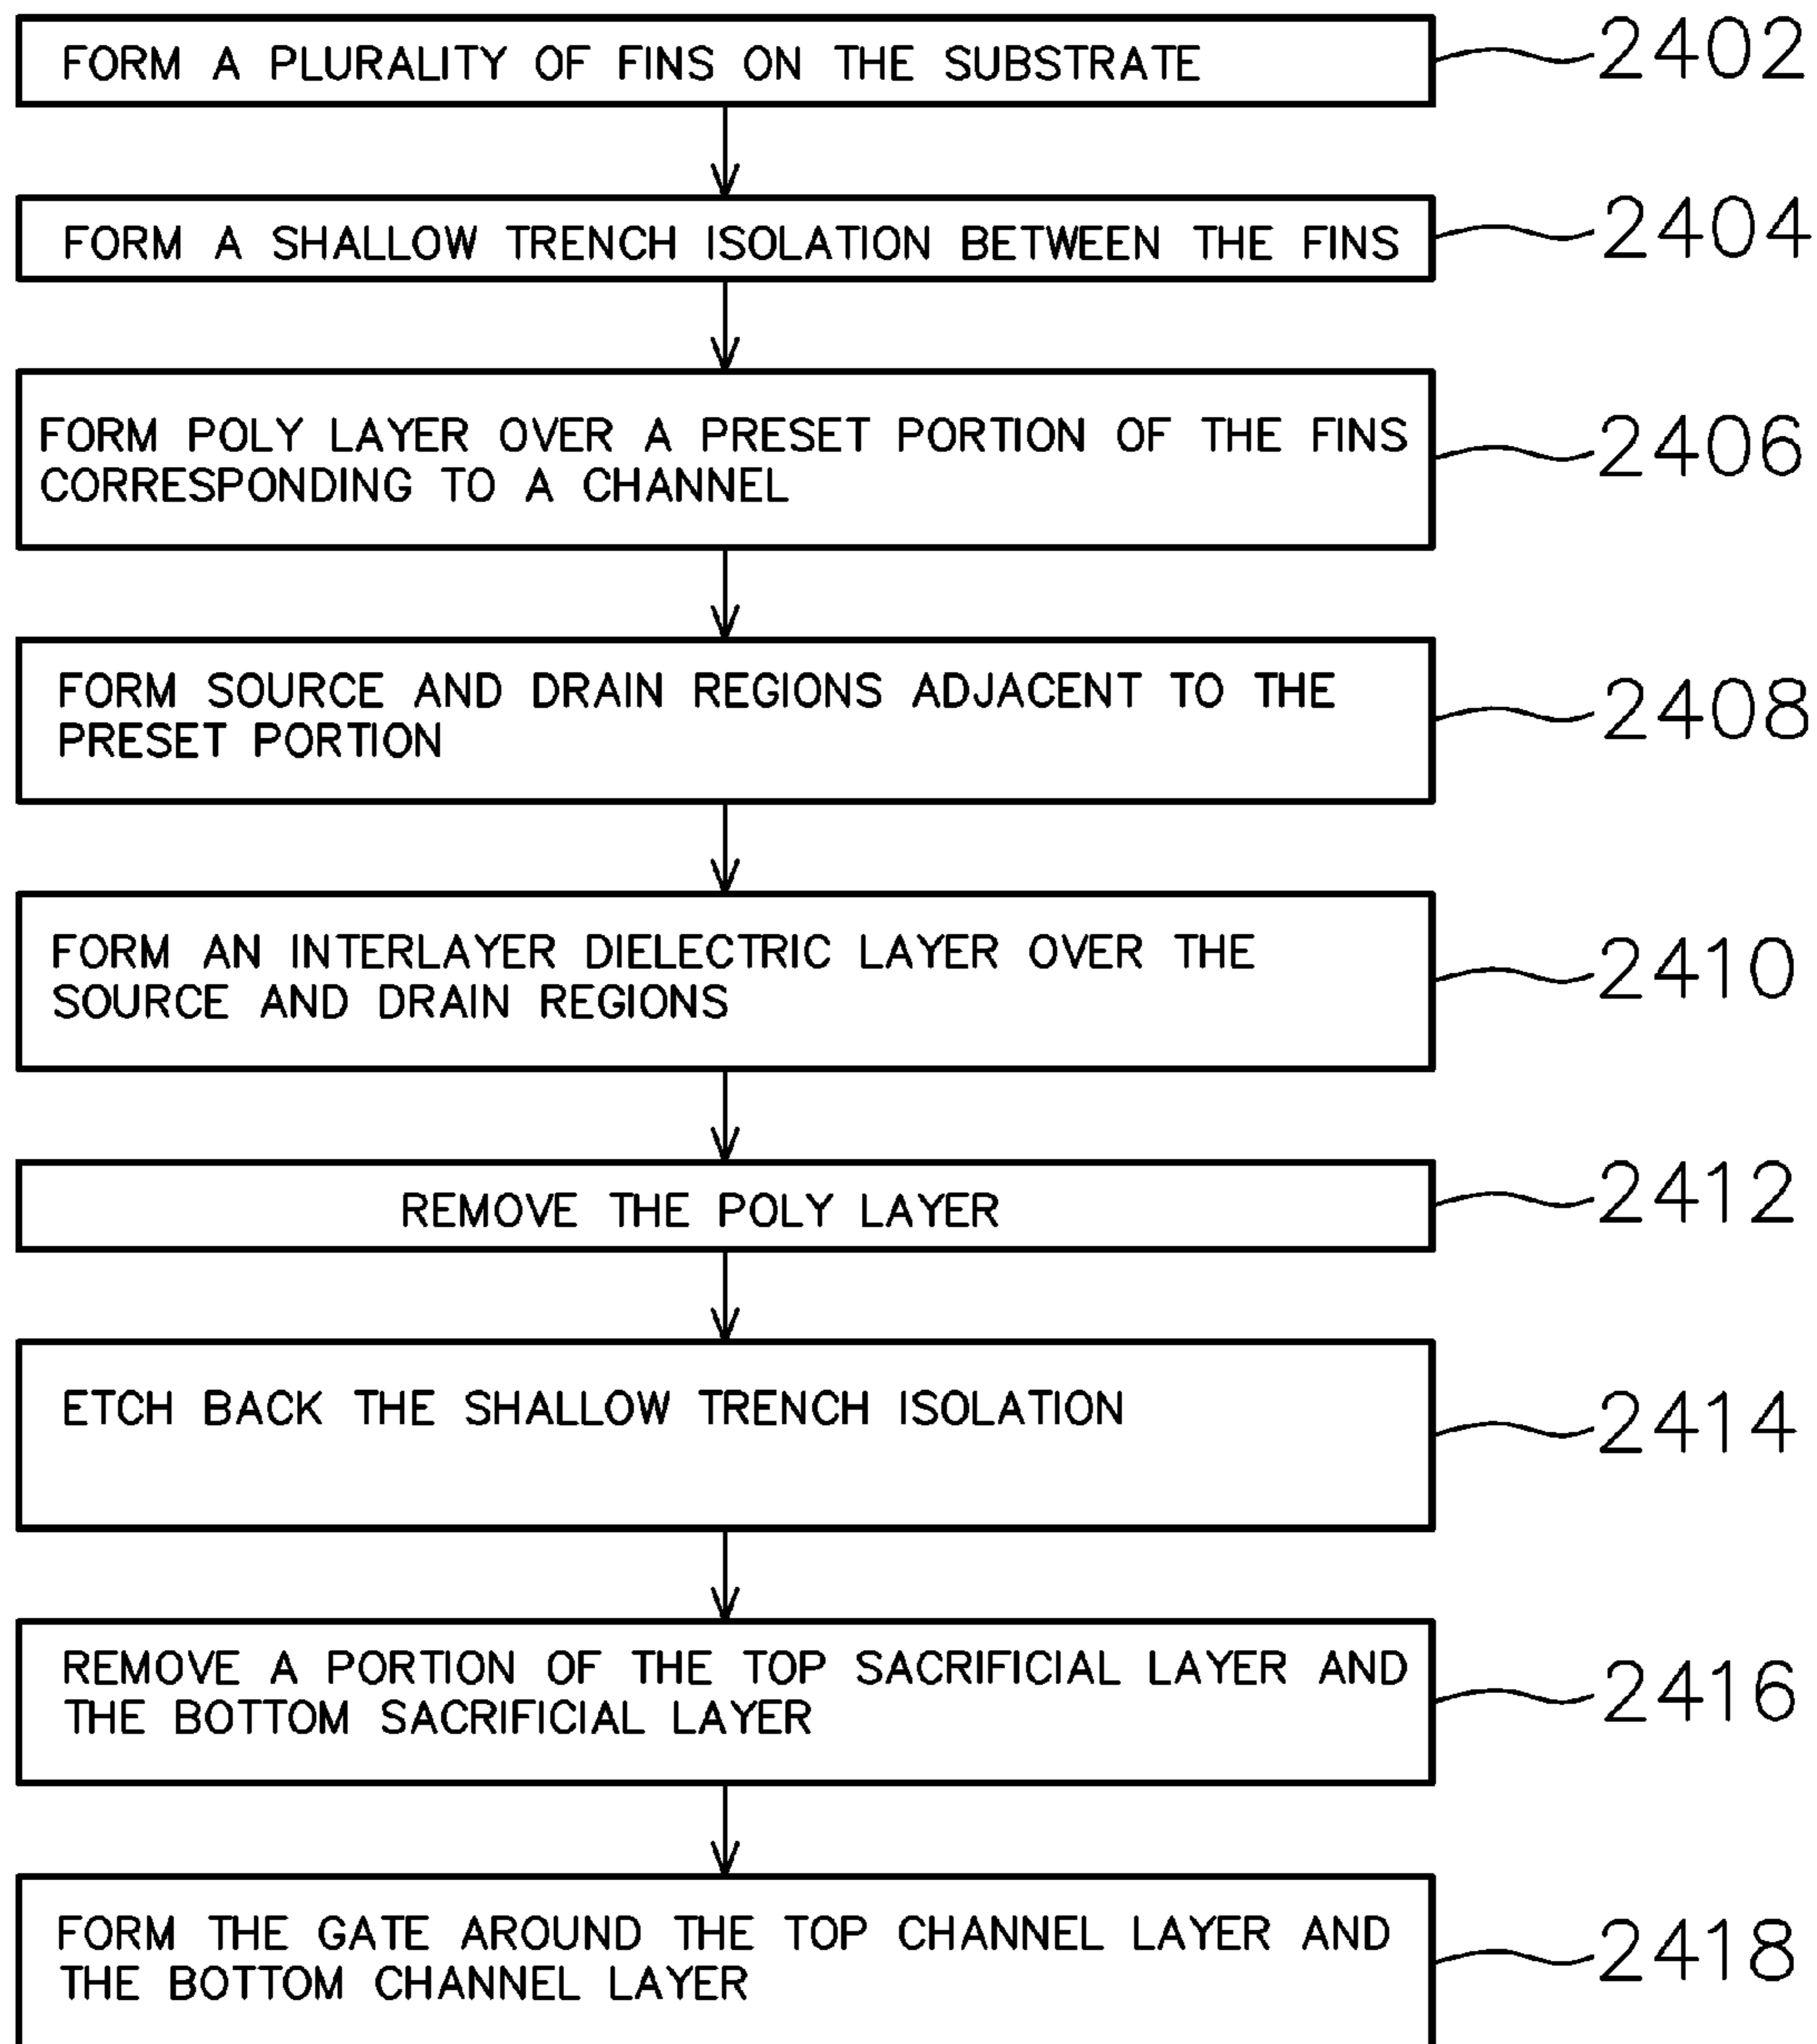 FORM A PLURALITY OF FINS ON THE SUBSTRATE
2402
FORM A SHALLOW TRENCH ISOLATION BETWEEN THE FINS
2404
FORM POLY LAYER OVER A PRESET PORTION OF THE FINS
CORRESPONDING TO A CHANNEL
2406
FORM SOURCE AND DRAIN REGIONS ADJACENT TO THE
PRESET PORTION
2408
FORM AN INTERLAYER DIELECTRIC LAYER OVER THE
SOURCE AND DRAIN REGIONS
2410
REMOVE THE POLY LAYER
2412
ETCH BACK THE SHALLOW TRENCH ISOLATION
2414
REMOVE A PORTION OF THE TOP SACRIFICIAL LAYER AND
THE BOTTOM SACRIFICIAL LAYER
2416
FORM THE GATE AROUND THE TOP CHANNEL LAYER AND
THE BOTTOM CHANNEL LAYER
2418